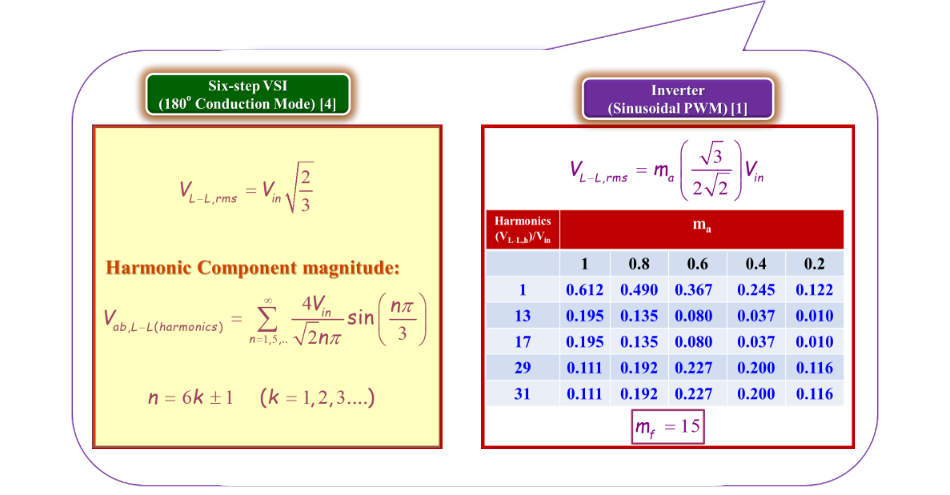 Six-step VSI
(180° Conduction Mode) [4]
V_{L-L,rms} = V_{in} \sqrt{\frac{2}{3}}
Harmonic Component magnitude:
V_{ab,L-L(harmonics)} = \sum_{n=1,5,..}^{\infty} \frac{4V_{in}}{\sqrt{2}n\pi} \sin\left(\frac{n\pi}{3}\right)
n = 6k ± 1 (k = 1,2,3....)
Inverter
(Sinusoidal PWM) [1]
V_{L-L,rms} = m_a \left(\frac{\sqrt{3}}{2\sqrt{2}}\right) V_{in}
Harmonics
(V_{L-L,h})/V_{in}
m_a
1 0.8 0.6 0.4 0.2
1 0.612 0.490 0.367 0.245 0.122
13 0.195 0.135 0.080 0.037 0.010
17 0.195 0.135 0.080 0.037 0.010
29 0.111 0.192 0.227 0.200 0.116
31 0.111 0.192 0.227 0.200 0.116
m_f = 15